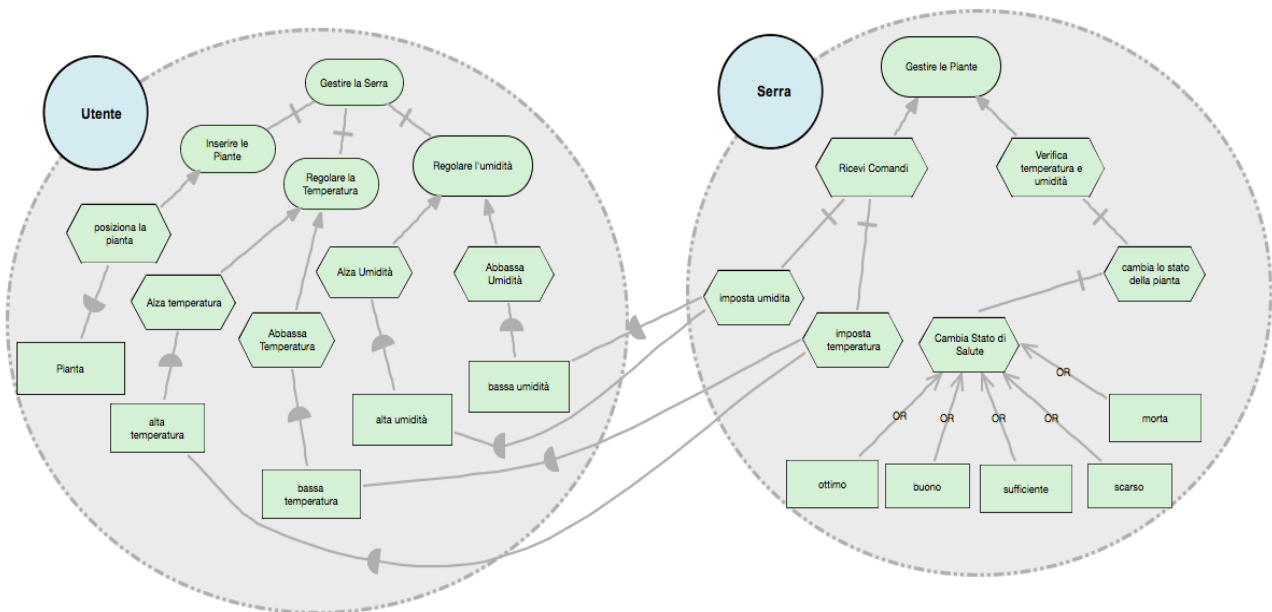 Utente
Gestire la Serra
Inserire le
Piante
Regolare la
Temperatura
Regolare l'umidità
posiziona la
pianta
Alza temperatura
Abbassa
Temperatura
Alza Umidità
Abbassa
Umidità
Pianta
alta
temperatura
bassa
temperatura
alta umidità
bassa umidità
Serra
Gestire le Piante
Ricevi Comandi
Verifica
temperatura e
umidità
imposta umidita
imposta
temperatura
cambia lo stato
della pianta
Cambia Stato di
Salute
OR
OR
OR
OR
OR
morta
ottimo
buono
sufficiente
scarso